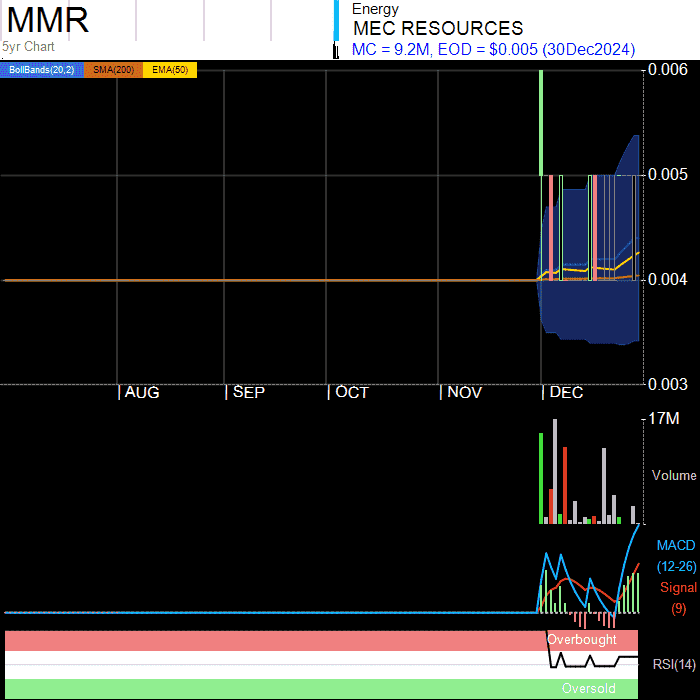 MMR
5yr Chart
Energy
MEC RESOURCES
MC = 9.2M, EOD = $0.005 (30Dec2024)
BollBands(20,2) SMA(200) EMA(50)
0.006
0.005
0.004
0.003
AUG SEP OCT NOV DEC
17M
Volume
MACD
(12-26)
Signal
(9)
Overbought
RSI(14)
Oversold